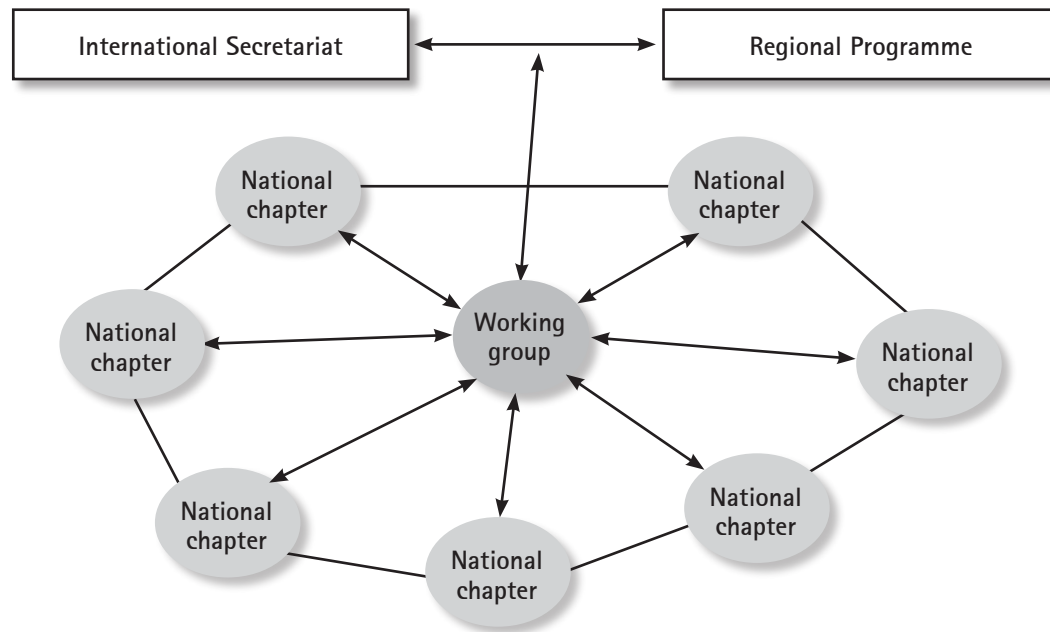 International Secretariat
Regional Programme
National
chapter
National
chapter
National
chapter
Working
group
National
chapter
National
chapter
National
chapter
National
chapter